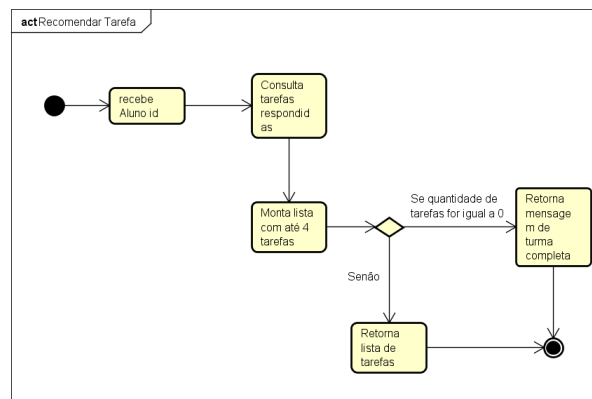 act Recomendar Tarefa
recebe
Aluno id
Consulta
tarefas
respondid
as
Monta lista
com até 4
tarefas
Se quantidade de
tarefas for igual a 0
Retorna
mensage
m de
turma
completa
Senão
Retorna
lista de
tarefas